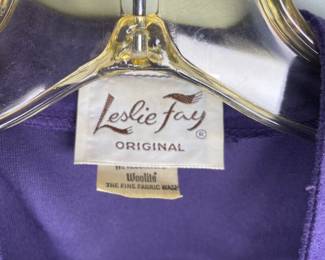 Leslie Fay ®
ORIGINAL
Woolite
THE FINE FABRIC WASH